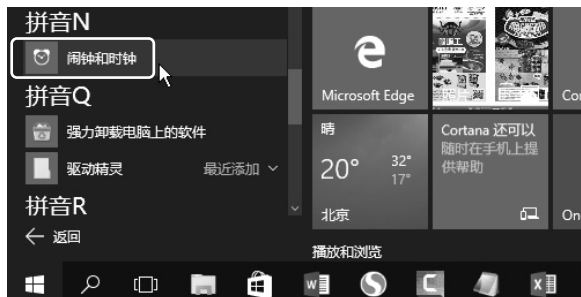 拼音N
闹钟和时钟
拼音Q
强力卸载电脑上的软件
驱动精灵
最近添加
拼音R
返回
Microsoft Edge
晴
20°
32°
17°
北京
Cortana 还可以
随时在手机上提
供帮助
播放和浏览